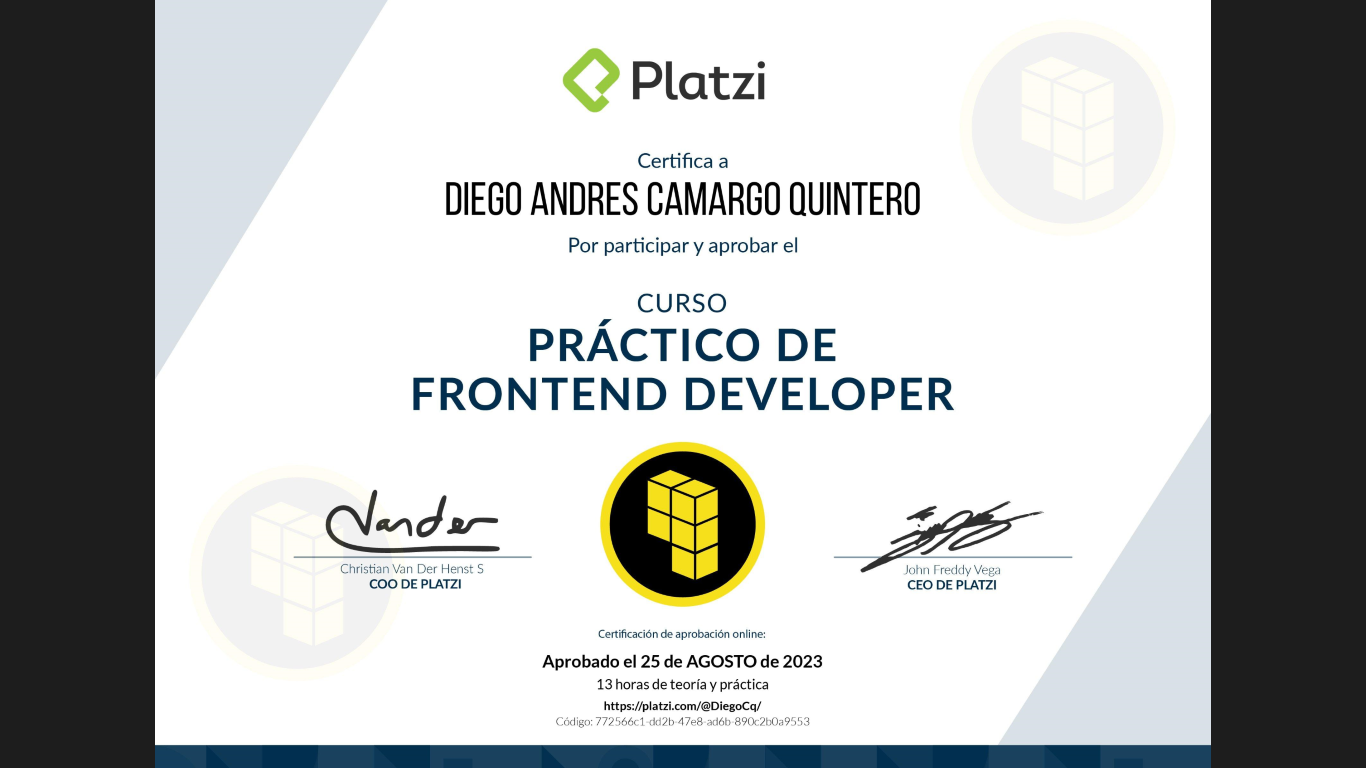 Platzi
Certifica a
DIEGO ANDRES CAMARGO QUINTERO
Por participar y aprobar el
CURSO
PRÁCTICO DE
FRONTEND DEVELOPER
Vander
Christian Van Der Henst S
COO DE PLATZI
John Freddy Vega
CEO DE PLATZI
Certificación de aprobación online:
Aprobado el 25 de AGOSTO de 2023
13 horas de teoría y práctica
https://platzi.com/@DiegoCq/
Código: 772566c1-dd2b-47e8-ad6b-890c2b0a9553